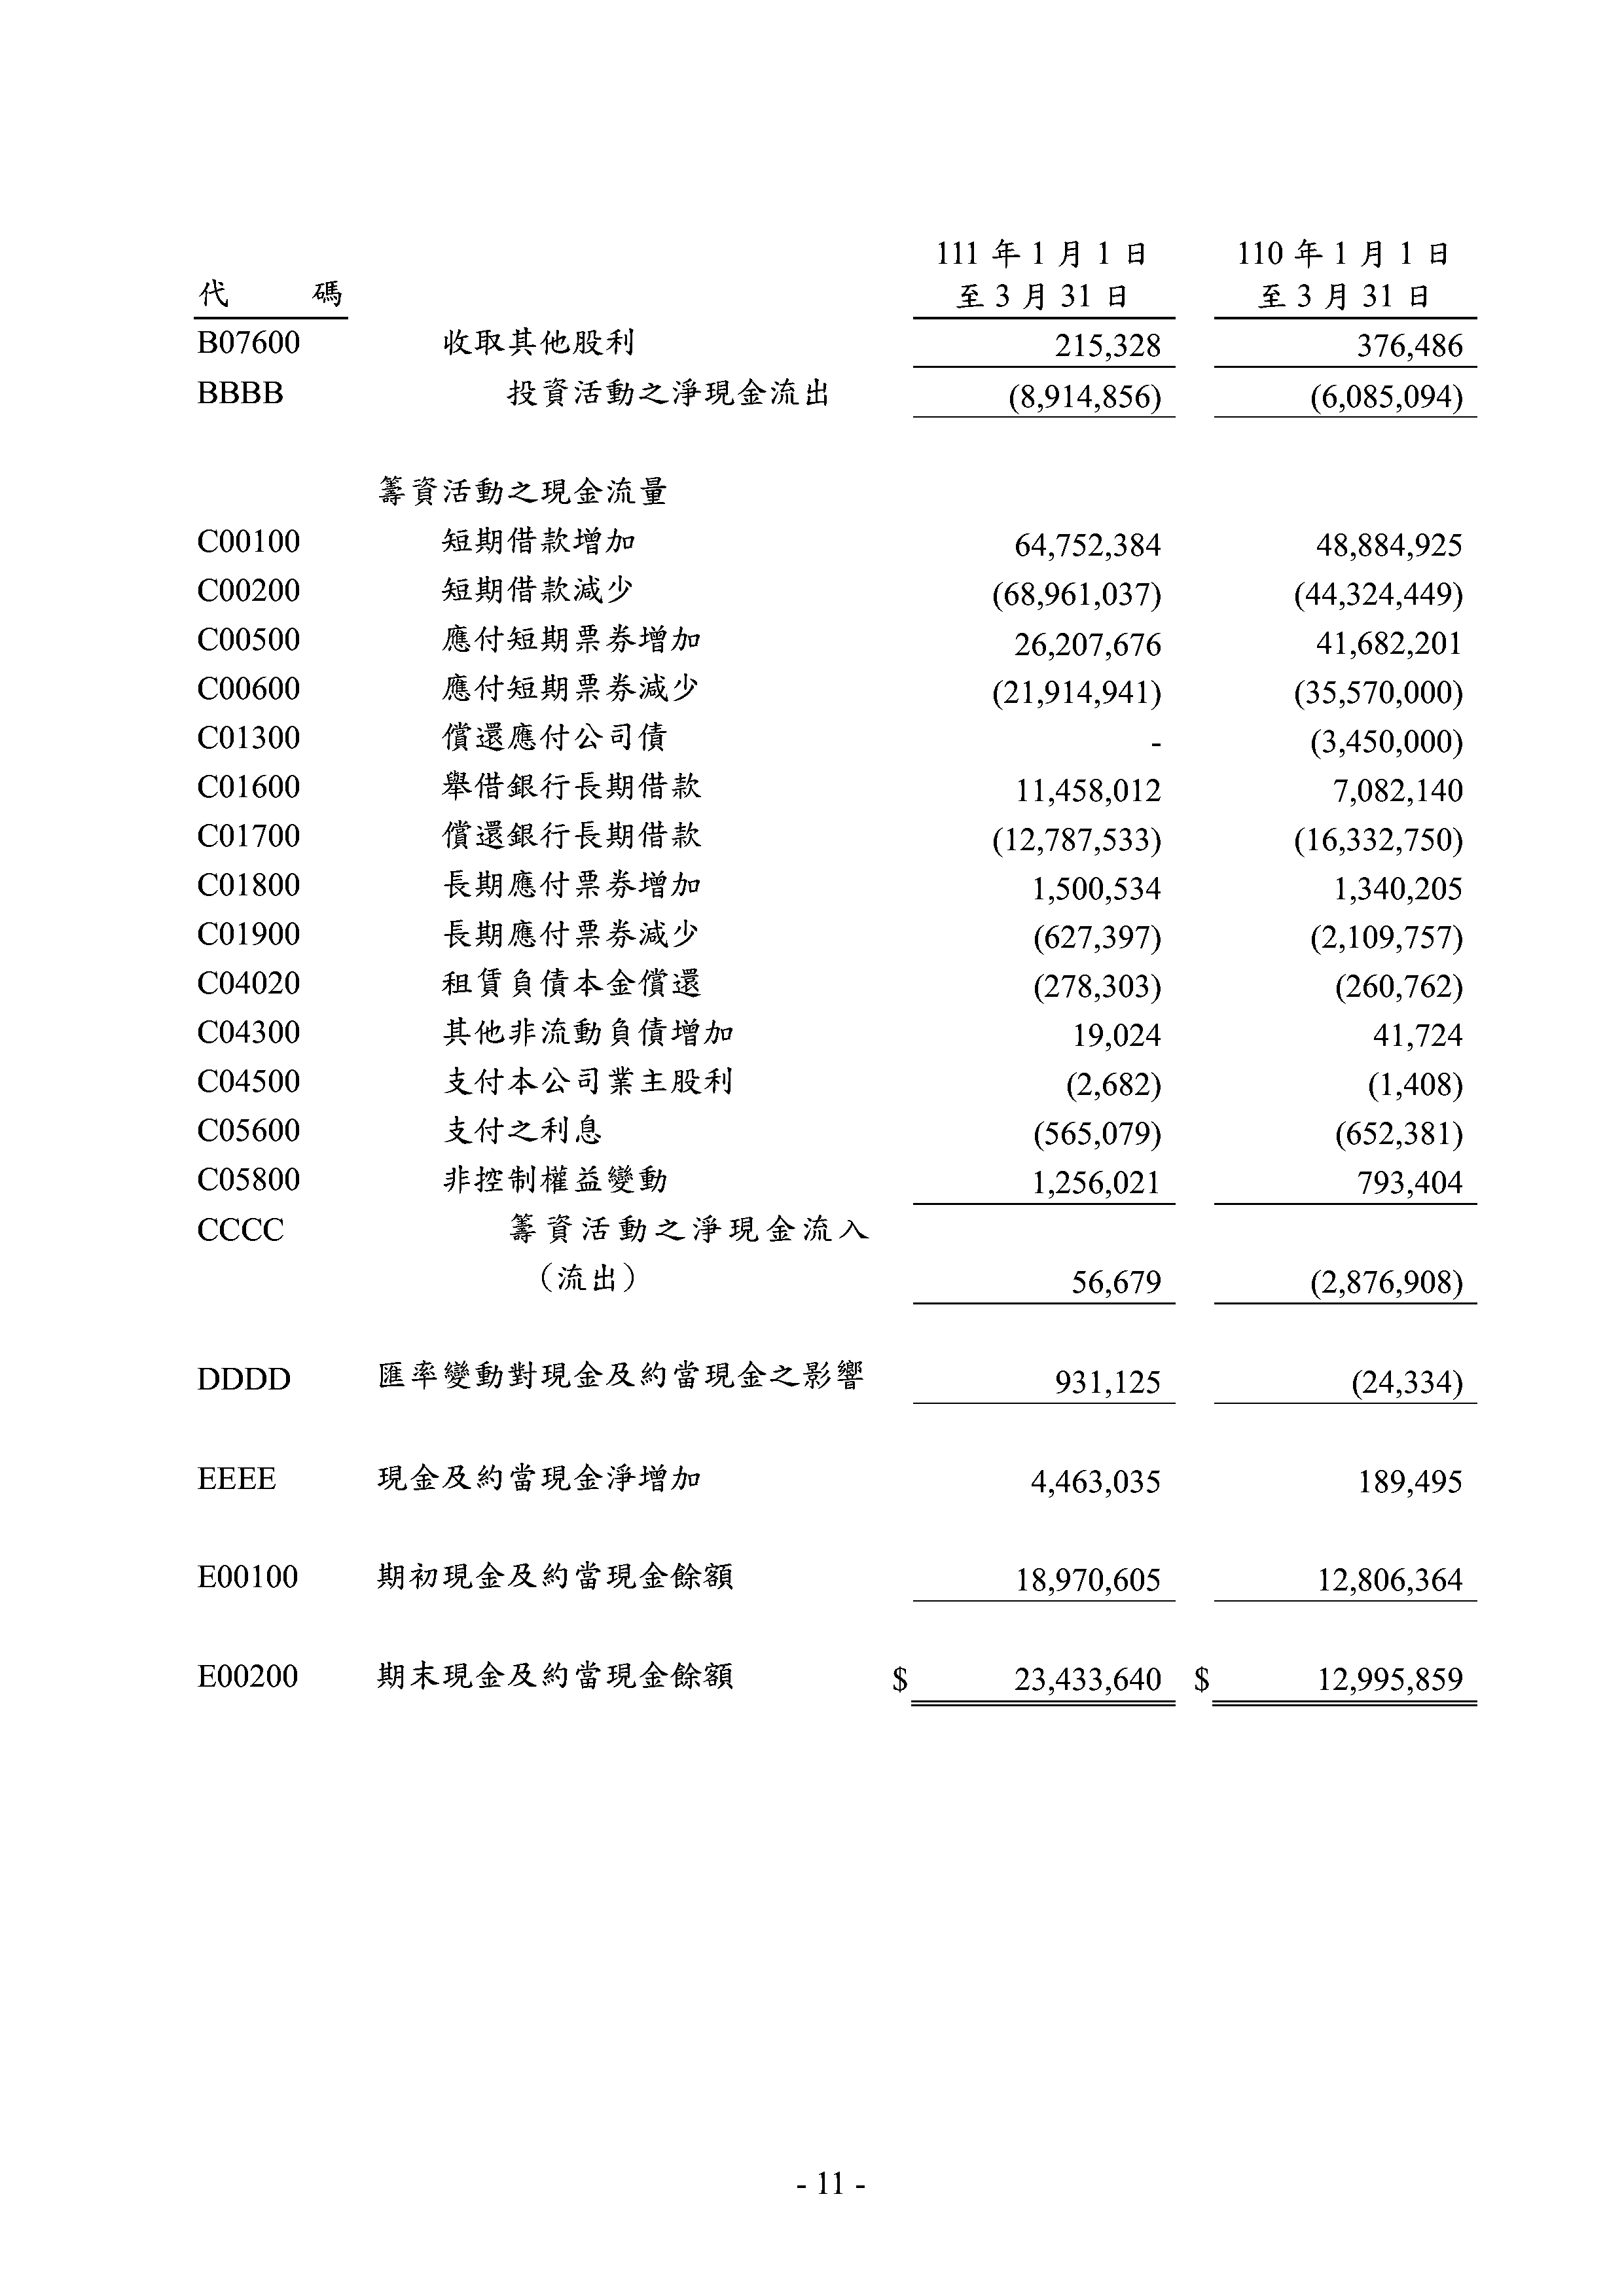 111 年 1 月 1 日 110 年 1 月 1 日
代 碼 至 3 月 31 日 至 3 月 31 日
B07600 收取其他股利 215,328 376,486
BBBB 投資活動之淨現金流出 (8,914,856) (6,085,094)
籌資活動之現金流量
C00100 短期借款增加 64,752,384 48,884,925
C00200 短期借款減少 (68,961,037) (44,324,449)
C00500 應付短期票券增加 26,207,676 41,682,201
C00600 應付短期票券減少 (21,914,941) (35,570,000)
C01300 償還應付公司債 - (3,450,000)
C01600 舉借銀行長期借款 11,458,012 7,082,140
C01700 償還銀行長期借款 (12,787,533) (16,332,750)
C01800 長期應付票券增加 1,500,534 1,340,205
C01900 長期應付票券減少 (627,397) (2,109,757)
C04020 租賃負債本金償還 (278,303) (260,762)
C04300 其他非流動負債增加 19,024 41,724
C04500 支付本公司業主股利 (2,682) (1,408)
C05600 支付之利息 (565,079) (652,381)
C05800 非控制權益變動 1,256,021 793,404
CCCC 籌資活動之淨現金流入
（流出） 56,679 (2,876,908)
DDDD 匯率變動對現金及約當現金之影響 931,125 (24,334)
EEEE 現金及約當現金淨增加 4,463,035 189,495
E00100 期初現金及約當現金餘額 18,970,605 12,806,364
E00200 期末現金及約當現金餘額 $ 23,433,640 $ 12,995,859
- 11 -